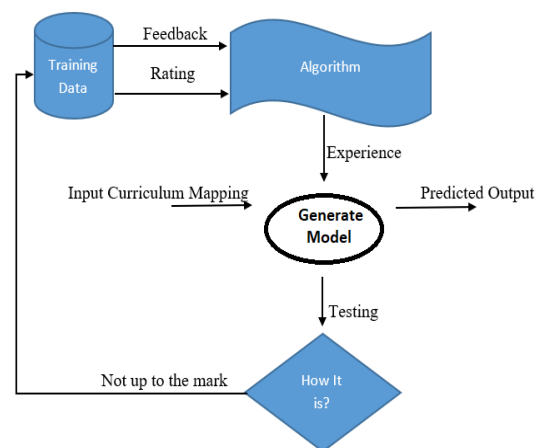 Feedback
Training
Data
Rating
Algorithm
Experience
Input Curriculum Mapping
Generate
Model
Predicted Output
Testing
Not up to the mark
How It
is?